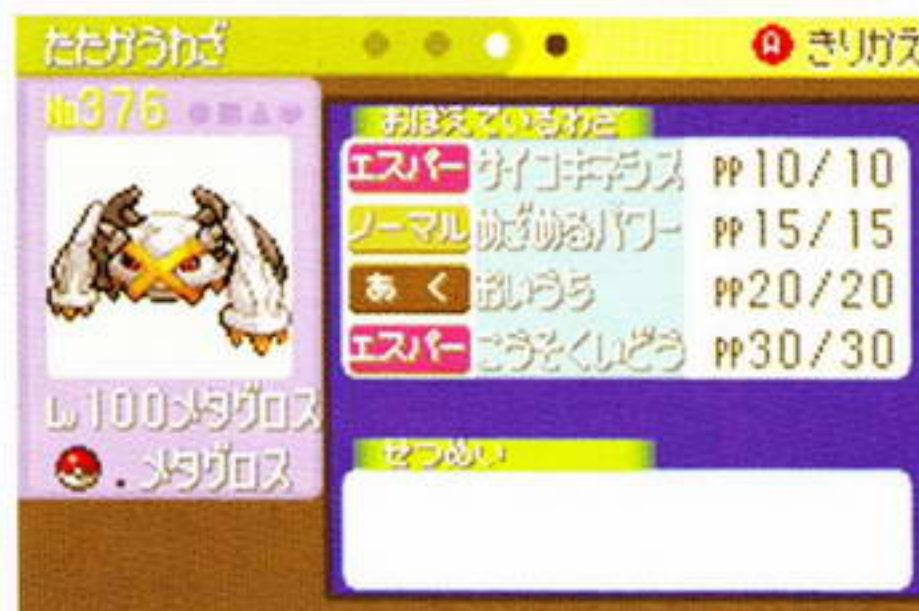 たたかうわざ
Ⓐ きりかえ
No376
おぼえているわざ
エスパー サイコキネシス PP10/10
ノーマル めざめるパワー PP15/15
あく おいうち PP20/20
エスパー こうそくいどう PP30/30
Lv100メタグロス
・メタグロス
せつめい